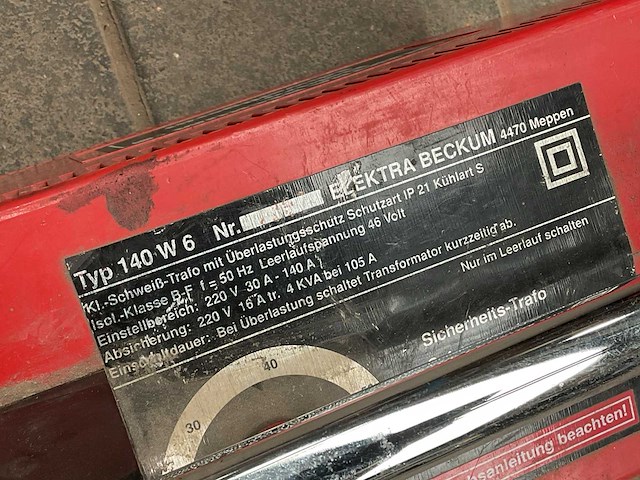 ELEKTRA BECKUM 4470 Meppen
Typ 140 W 6 Nr.
Kl.-Schweiß-Trafo mit Überlastungsschutz Schutzart IP 21 Kühlart S
Isol.-Klasse B-F f = 50 Hz Leerlaufspannung 46 Volt
Einstellbereich: 220 V 30 A - 140 A
Absicherung: 220 V 16 A tr. 4 KVA bei 105 A
Einschaltdauer: Bei Überlastung schaltet Transformator kurzzeitig ab.
Nur im Leerlauf schalten
Sicherheits-Trafo
30 40
beachten!